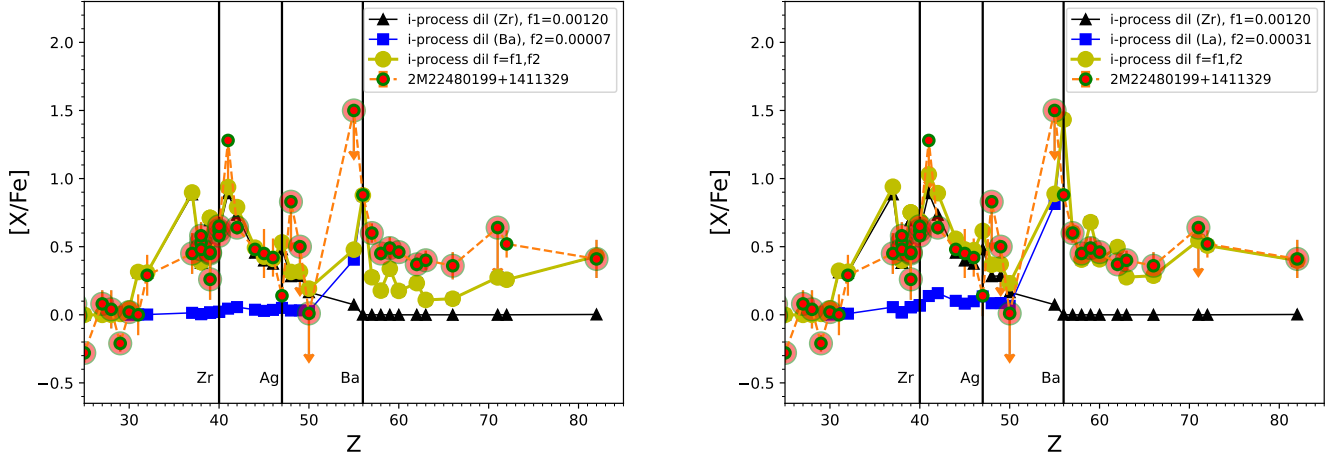 i-process dil (Zr), f1=0.00120
i-process dil (Ba), f2=0.00007
i-process dil f=f1,f2
2M22480199+1411329
2.0
1.5
1.0
0.5
0.0
−0.5
[X/Fe]
Zr
Ag
Ba
30
40
50
60
70
80
Z
i-process dil (Zr), f1=0.00120
i-process dil (La), f2=0.00031
i-process dil f=f1,f2
2M22480199+1411329
2.0
1.5
1.0
0.5
0.0
−0.5
[X/Fe]
Zr
Ag
Ba
30
40
50
60
70
80
Z